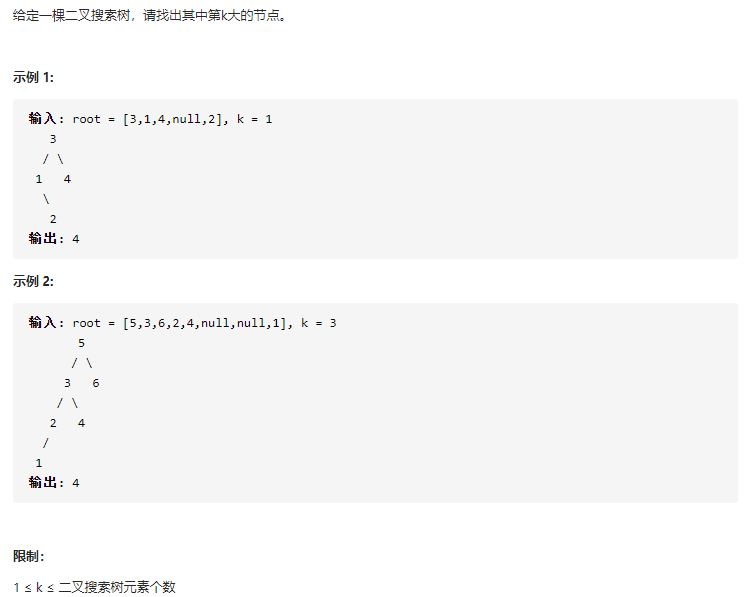 给定一棵二叉搜索树，请找出其中第k大的节点。
示例 1:
输入: root = [3,1,4,null,2], k = 1
   3
  / \
 1   4
  \
   2
输出: 4
示例 2:
输入: root = [5,3,6,2,4,null,null,1], k = 3
       5
      / \
     3   6
    / \
   2   4
  /
 1
输出: 4
限制：
1 ≤ k ≤ 二叉搜索树元素个数